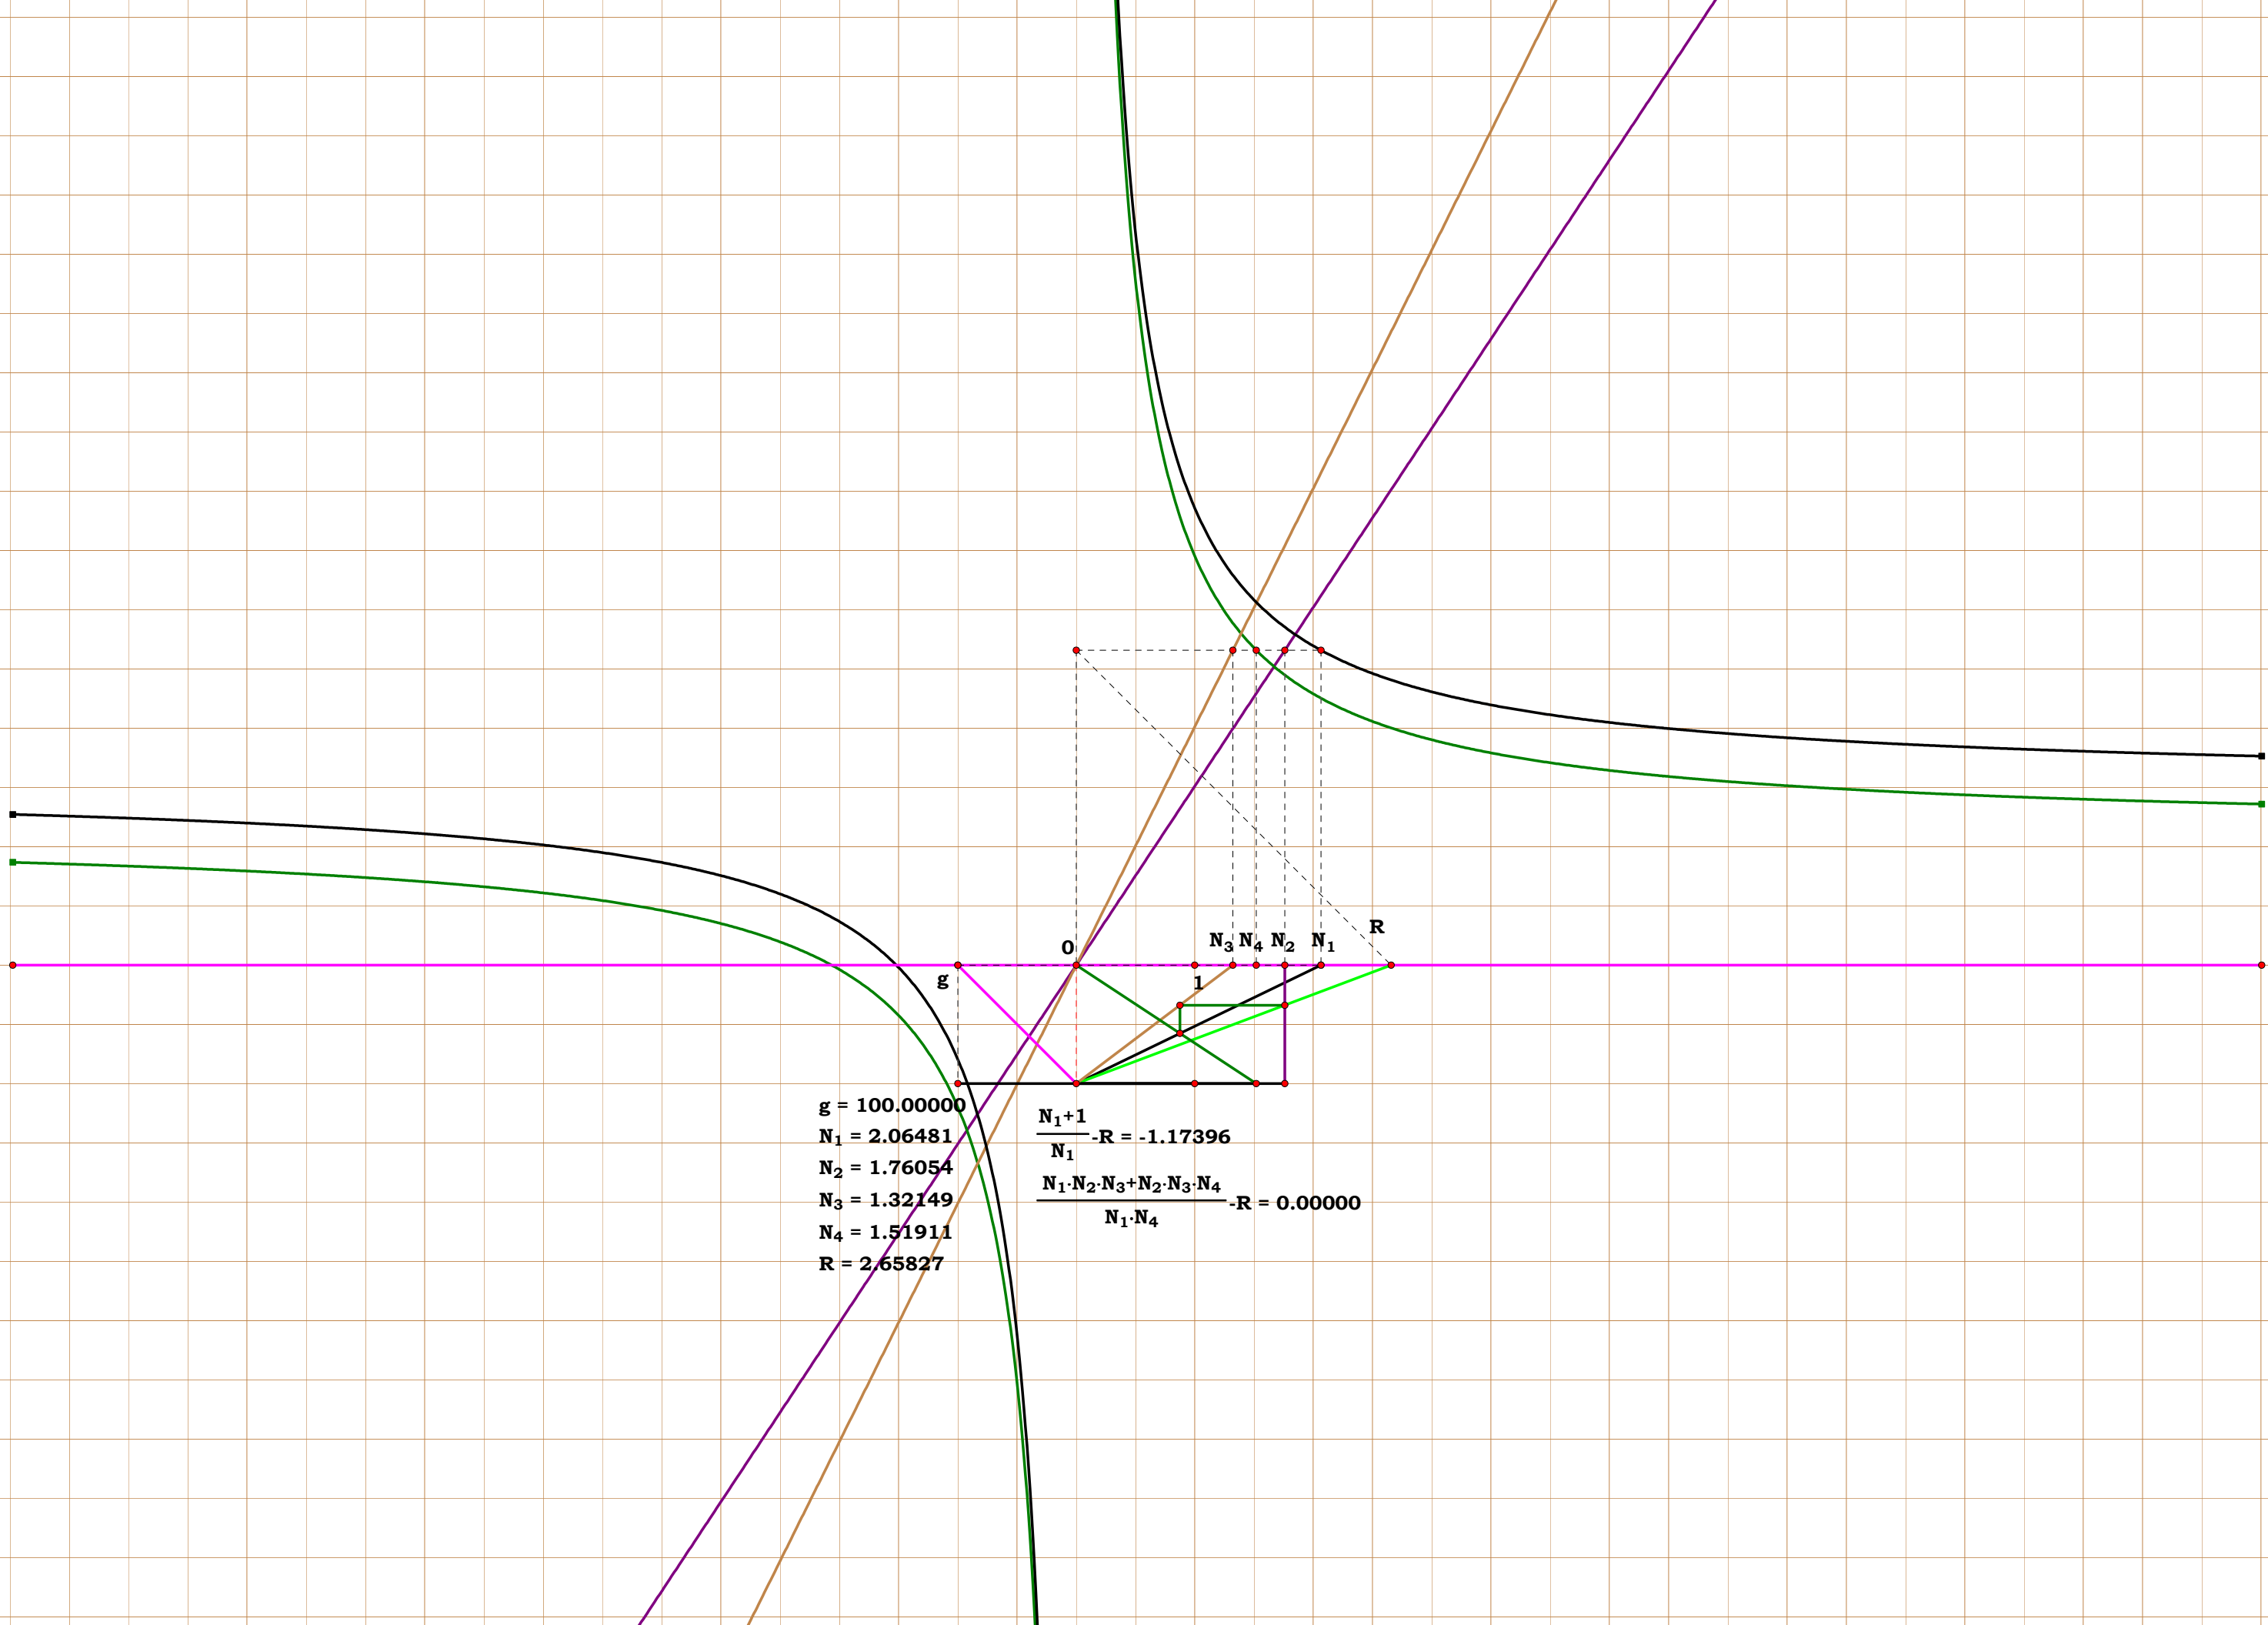 R
N₃ N₄ N₂ N₁
0
g
1
g = 100.00000
N₁ = 2.06481
N₂ = 1.76054
N₃ = 1.32149
N₄ = 1.51911
R = 2.65827
N₁+1
-R = -1.17396
N₁
N₁·N₂·N₃+N₂·N₃·N₄
-R = 0.00000
N₁·N₄